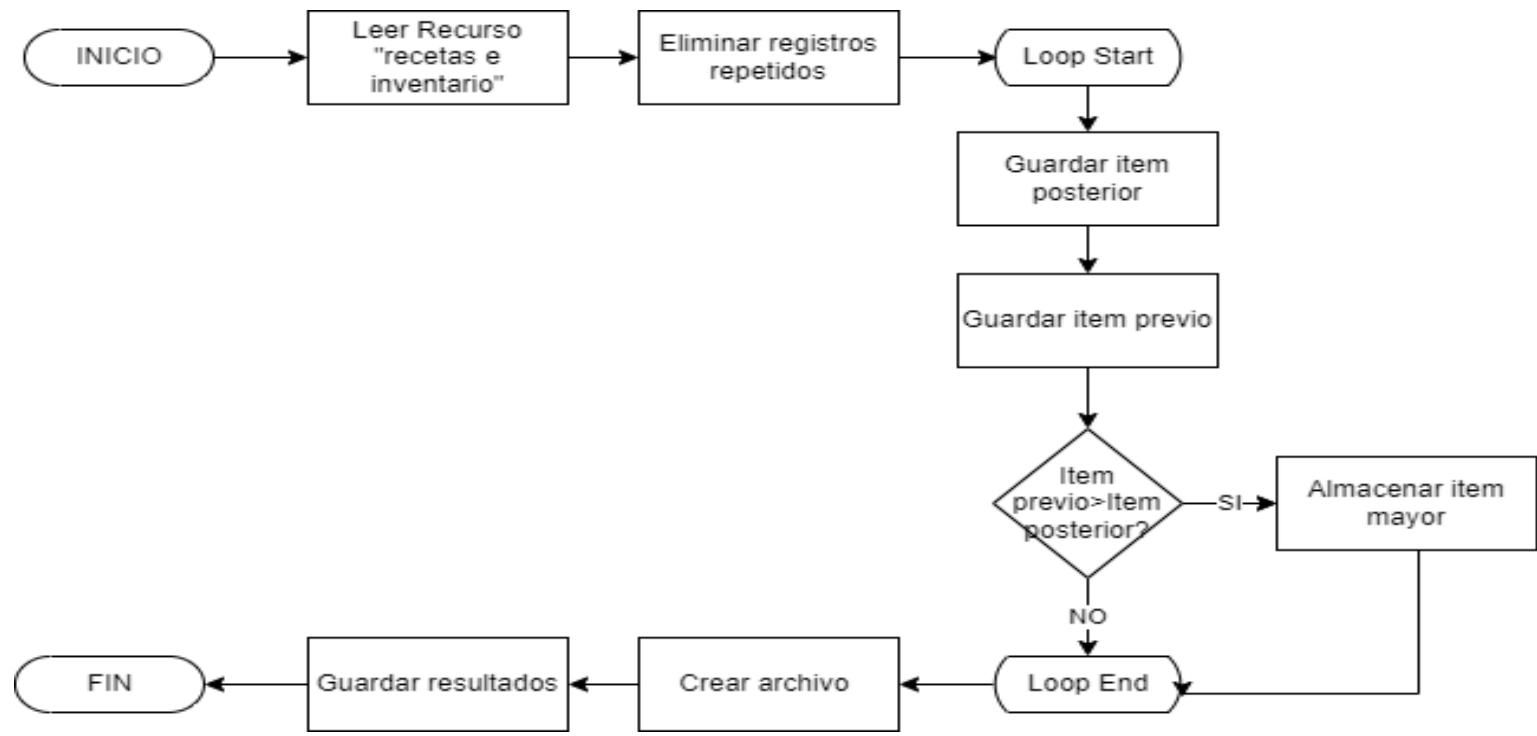 INICIO
Leer Recurso
"recetas e
inventario"
Eliminar registros
repetidos
Loop Start
Guardar item
posterior
Guardar item previo
Item
previo>Item
posterior?
SI
Almacenar item
mayor
NO
Loop End
Crear archivo
Guardar resultados
FIN